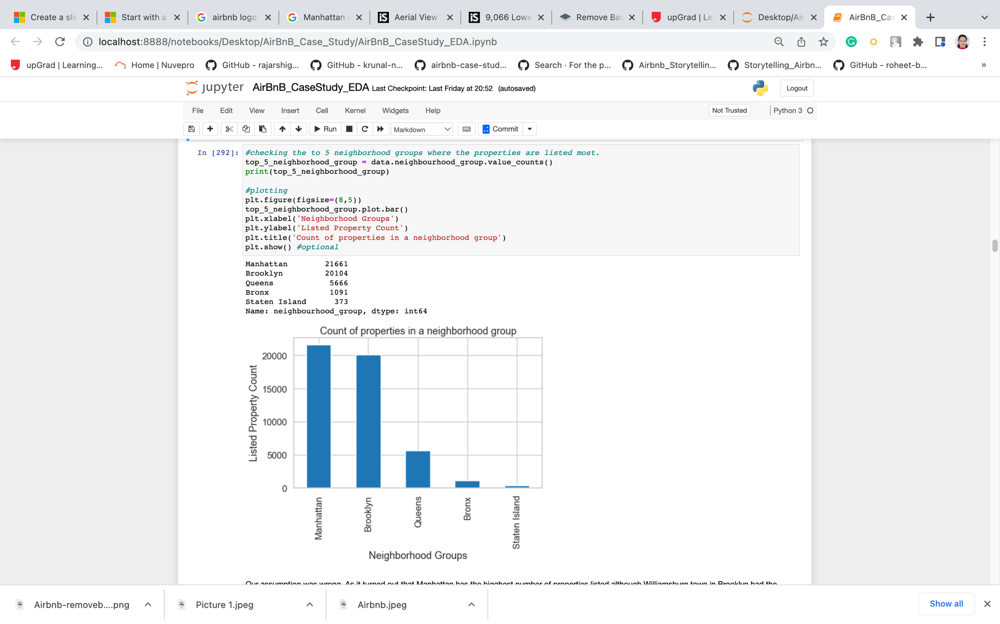 Create a slic
Start with a
airbnb logo
Manhattan a
Aerial View
9,066 Lowe
Remove Bac
upGrad | Le
Desktop/Air
AirBnB_Cas
localhost:8888/notebooks/Desktop/AirBnB_Case_Study/AirBnB_CaseStudy_EDA.ipynb
upGrad | Learning...
Home | Nuvepro
GitHub - rajarshig...
GitHub - krunal-n...
airbnb-case-stud...
Search · For the p...
Airbnb_Storytellin...
Storytelling_Airbn...
GitHub - roheet-b...
»
jupyter AirBnB_CaseStudy_EDA Last Checkpoint: Last Friday at 20:52 (autosaved)
Logout
File Edit View Insert Cell Kernel Widgets Help
Not Trusted
Python 3
Run
Markdown
Commit
In [292]:
#checking the to 5 neighborhood groups where the properties are listed most.
top_5_neighborhood_group = data.neighbourhood_group.value_counts()
print(top_5_neighborhood_group)
#plotting
plt.figure(figsize=(8,5))
top_5_neighborhood_group.plot.bar()
plt.xlabel('Neighborhood Groups')
plt.ylabel('Listed Property Count')
plt.title('Count of properties in a neighborhood group')
plt.show() #optional
Manhattan 21661
Brooklyn 20104
Queens 5666
Bronx 1091
Staten Island 373
Name: neighbourhood_group, dtype: int64
Count of properties in a neighborhood group
Listed Property Count
20000
15000
10000
5000
0
Manhattan
Brooklyn
Queens
Bronx
Staten Island
Neighborhood Groups
Our assumption was wrong. As it turned out that Manhattan has the highest number of properties listed although Williamsburg town in Brooklyn had the
Airbnb-removeb....png
Picture 1.jpeg
Airbnb.jpeg
Show all